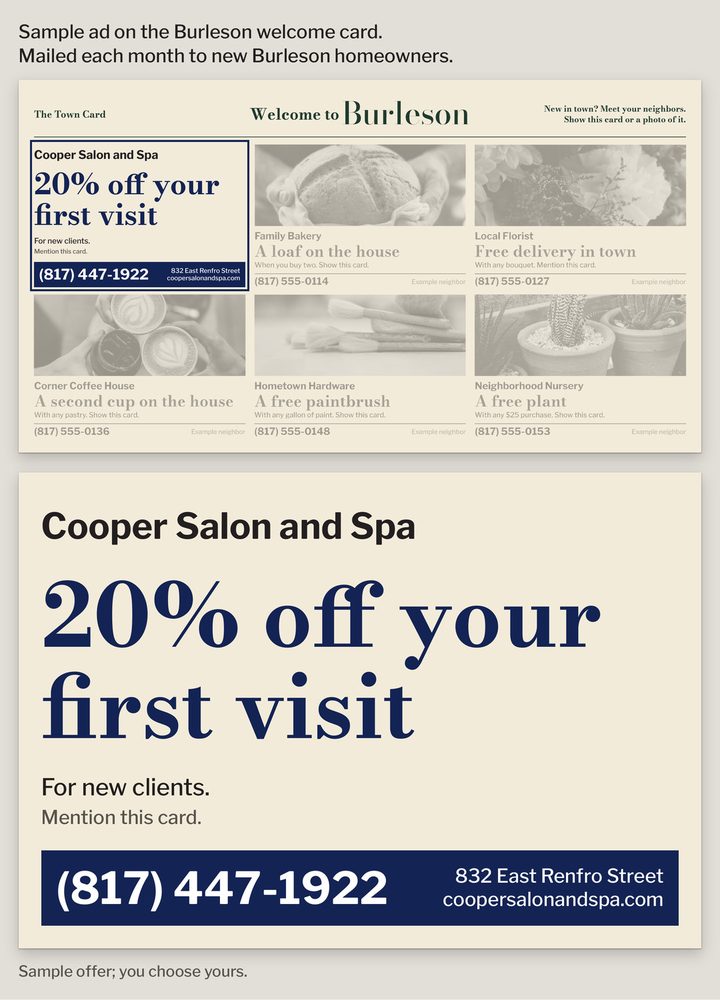 Sample ad on the Burleson welcome card.
Mailed each month to new Burleson homeowners.
The Town Card
Welcome to Burleson
New in town? Meet your neighbors.
Show this card or a photo of it.
Cooper Salon and Spa
20% off your
first visit
For new clients.
Mention this card.
(817) 447-1922
832 East Renfro Street
coopersalonandspa.com
Family Bakery
A loaf on the house
When you buy two. Show this card.
(817) 555-0114
Example neighbor
Local Florist
Free delivery in town
With any bouquet. Mention this card.
(817) 555-0127
Example neighbor
Corner Coffee House
A second cup on the house
With any pastry. Show this card.
(817) 555-0136
Example neighbor
Hometown Hardware
A free paintbrush
With any gallon of paint. Show this card.
(817) 555-0148
Example neighbor
Neighborhood Nursery
A free plant
With any $25 purchase. Show this card.
(817) 555-0153
Example neighbor
Cooper Salon and Spa
20% off your
first visit
For new clients.
Mention this card.
(817) 447-1922
832 East Renfro Street
coopersalonandspa.com
Sample offer; you choose yours.